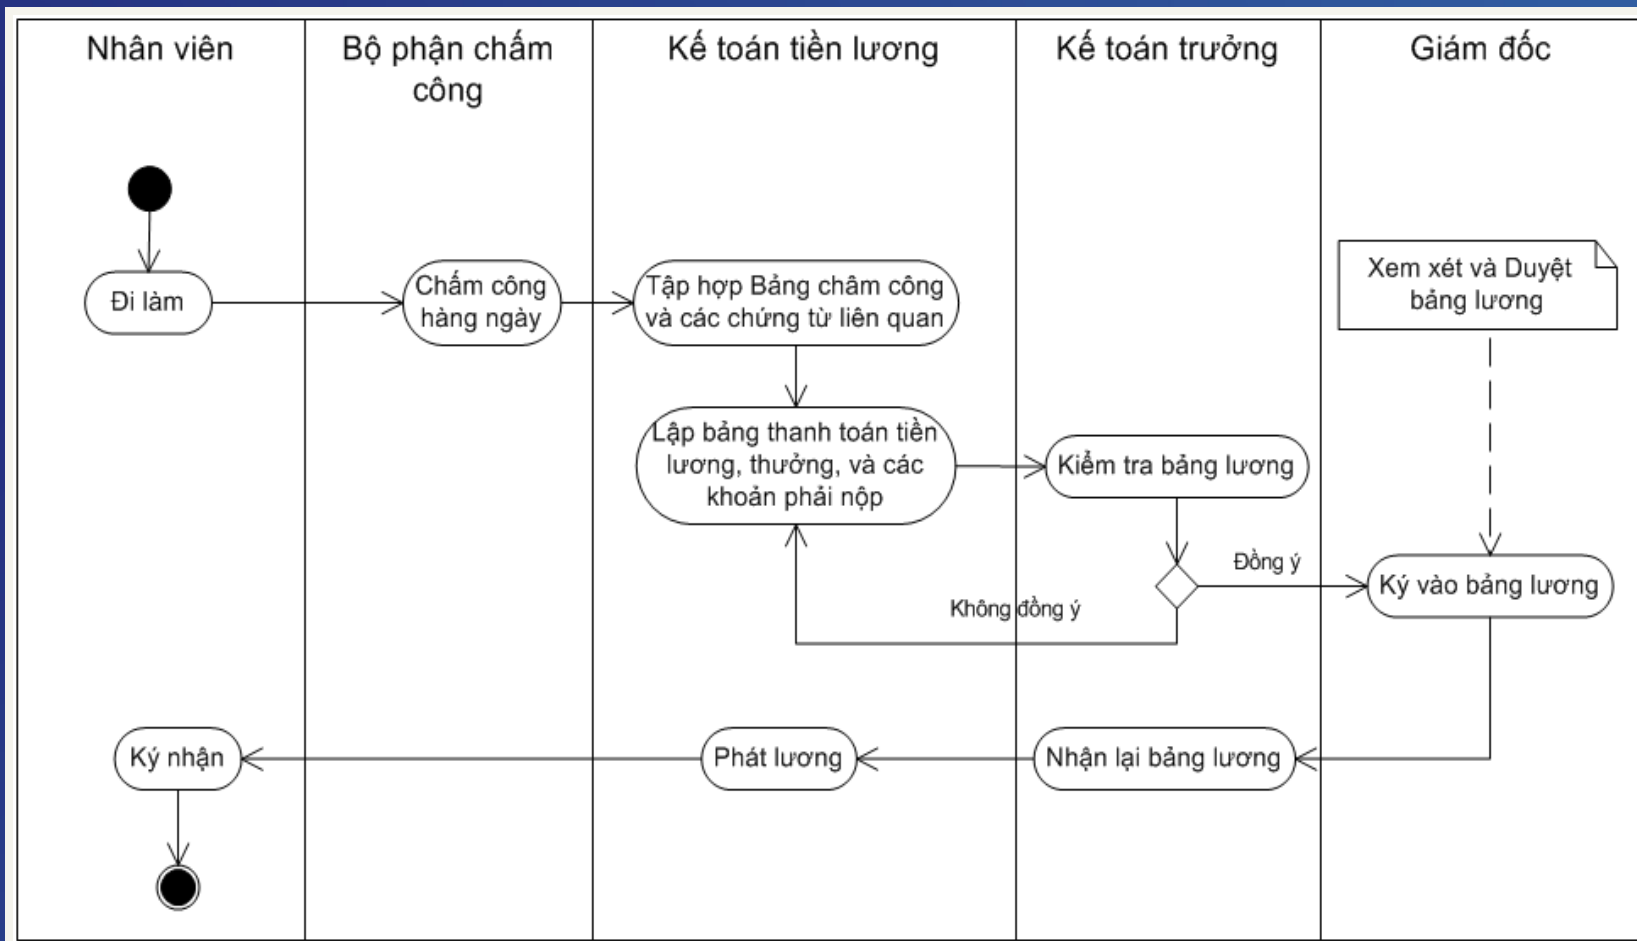 Nhân viên
Bộ phận chấm
công
Kế toán tiền lương
Kế toán trưởng
Giám đốc
Đi làm
Chấm công
hàng ngày
Tập hợp Bảng châm công
và các chứng từ liên quan
Xem xét và Duyệt
bảng lương
Lập bảng thanh toán tiền
lương, thưởng, và các
khoản phải nộp
Kiểm tra bảng lương
Đồng ý
Ký vào bảng lương
Không đồng ý
Ký nhận
Phát lương
Nhận lại bảng lương